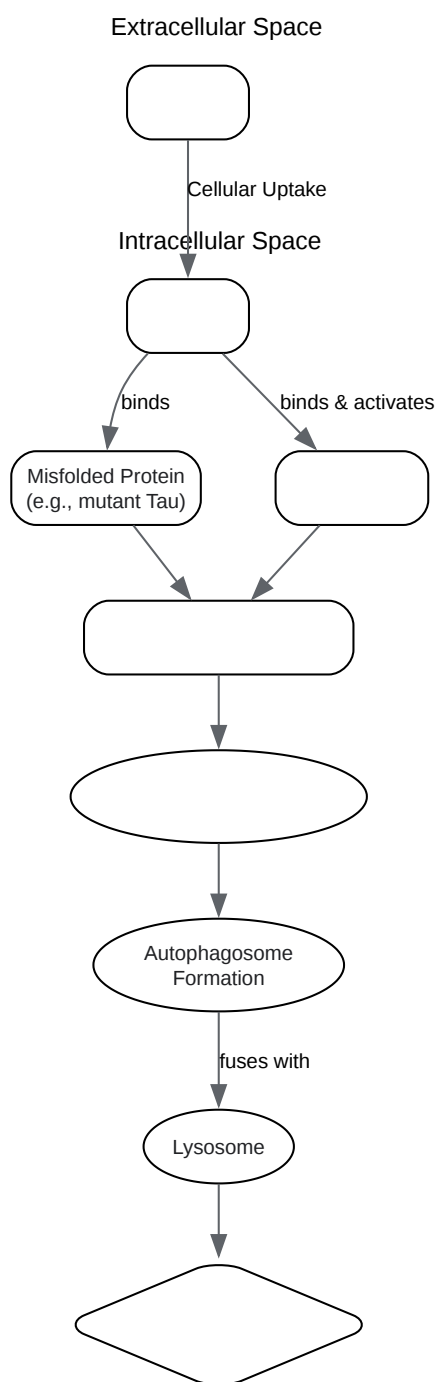 Extracellular Space
Cellular Uptake
Intracellular Space
binds
binds & activates
Misfolded Protein
(e.g., mutant Tau)
Autophagosome
Formation
fuses with
Lysosome